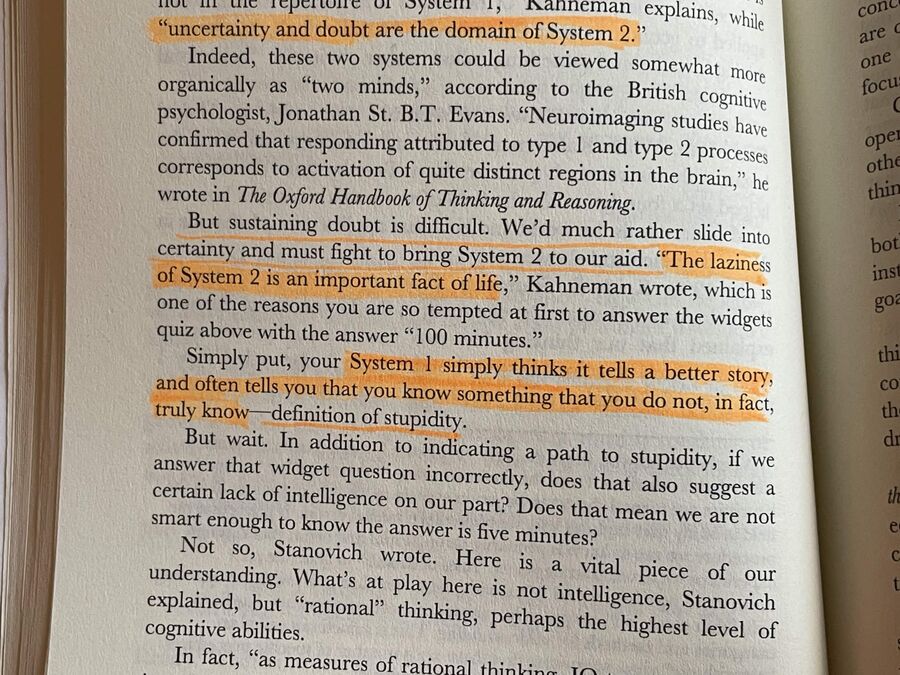 not in the repertoire of System 1," Kahneman explains, while
"uncertainty and doubt are the domain of System 2."
Indeed, these two systems could be viewed somewhat more
organically as "two minds," according to the British cognitive
psychologist, Jonathan St. B.T. Evans. "Neuroimaging studies have
confirmed that responding attributed to type 1 and type 2 processes
corresponds to activation of quite distinct regions in the brain," he
wrote in The Oxford Handbook of Thinking and Reasoning.
But sustaining doubt is difficult. We'd much rather slide into
certainty and must fight to bring System 2 to our aid. "The laziness
of System 2 is an important fact of life," Kahneman wrote, which is
one of the reasons you are so tempted at first to answer the widgets
quiz above with the answer "100 minutes."
Simply put, your System 1 simply thinks it tells a better story,
and often tells you that you know something that you do not, in fact,
truly know—definition of stupidity.
But wait. In addition to indicating a path to stupidity, if we
answer that widget question incorrectly, does that also suggest a
certain lack of intelligence on our part? Does that mean we are not
smart enough to know the answer is five minutes?
Not so, Stanovich wrote. Here is a vital piece of our
understanding. What's at play here is not intelligence, Stanovich
explained, but "rational" thinking, perhaps the highest level of
cognitive abilities.
In fact, "as measures of rational thinking, IQ
are
one